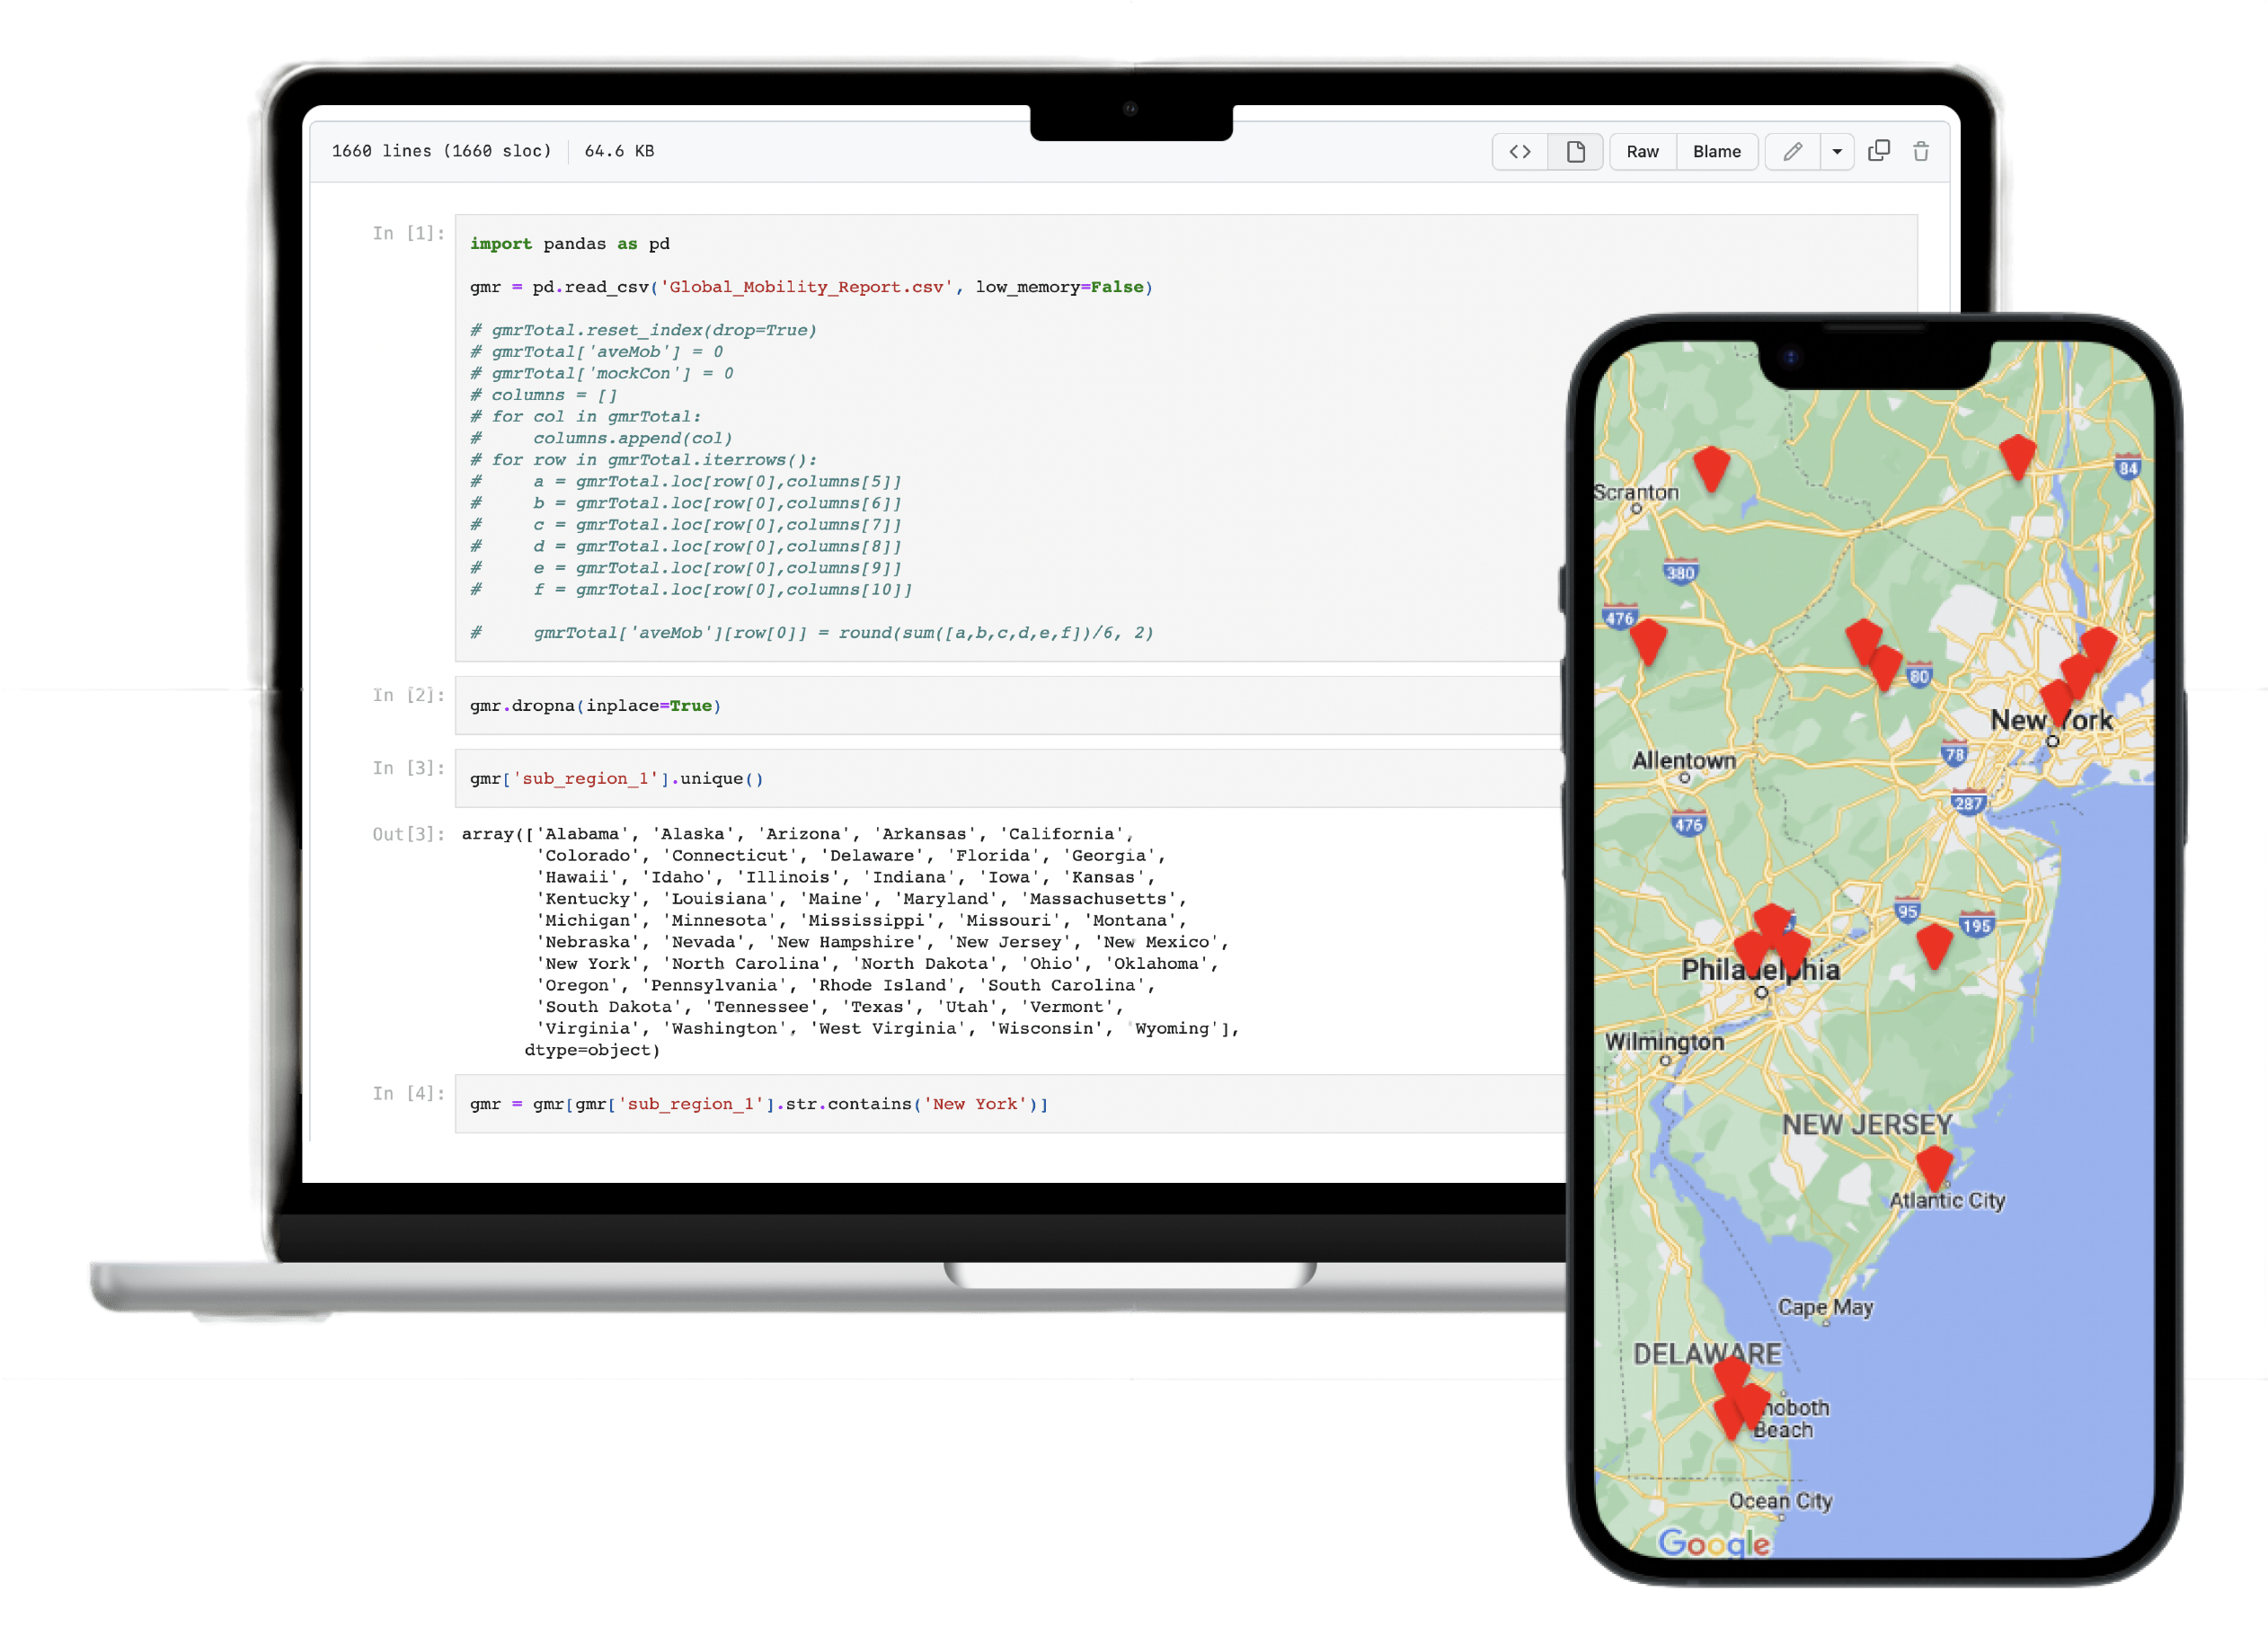 1660 lines (1660 sloc) 64.6 KB
Raw Blame
In [1]:
import pandas as pd
gmr = pd.read_csv('Global_Mobility_Report.csv', low_memory=False)
# gmrTotal.reset_index(drop=True)
# gmrTotal['aveMob'] = 0
# gmrTotal['mockCon'] = 0
# columns = []
# for col in gmrTotal:
#     columns.append(col)
# for row in gmrTotal.iterrows():
#     a = gmrTotal.loc[row[0],columns[5]]
#     b = gmrTotal.loc[row[0],columns[6]]
#     c = gmrTotal.loc[row[0],columns[7]]
#     d = gmrTotal.loc[row[0],columns[8]]
#     e = gmrTotal.loc[row[0],columns[9]]
#     f = gmrTotal.loc[row[0],columns[10]]
#     gmrTotal['aveMob'][row[0]] = round(sum([a,b,c,d,e,f])/6, 2)
In [2]:
gmr.dropna(inplace=True)
In [3]:
gmr['sub_region_1'].unique()
Out[3]:
array(['Alabama', 'Alaska', 'Arizona', 'Arkansas', 'California',
'Colorado', 'Connecticut', 'Delaware', 'Florida', 'Georgia',
'Hawaii', 'Idaho', 'Illinois', 'Indiana', 'Iowa', 'Kansas',
'Kentucky', 'Louisiana', 'Maine', 'Maryland', 'Massachusetts',
'Michigan', 'Minnesota', 'Mississippi', 'Missouri', 'Montana',
'Nebraska', 'Nevada', 'New Hampshire', 'New Jersey', 'New Mexico',
'New York', 'North Carolina', 'North Dakota', 'Ohio', 'Oklahoma',
'Oregon', 'Pennsylvania', 'Rhode Island', 'South Carolina',
'South Dakota', 'Tennessee', 'Texas', 'Utah', 'Vermont',
'Virginia', 'Washington', 'West Virginia', 'Wisconsin', 'Wyoming'],
dtype=object)
In [4]:
gmr = gmr[gmr['sub_region_1'].str.contains('New York')]
84
Scranton
380
476
80
New York
78
Allentown
287
476
95
195
Philadelphia
Wilmington
NEW JERSEY
Atlantic City
Cape May
DELAWARE
hoboth
Beach
Ocean City
Google